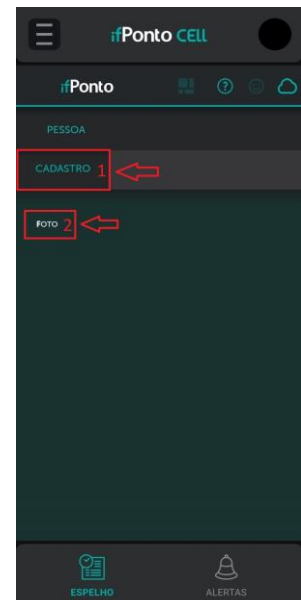 ifPonto CELL
ifPonto
PESSOA
CADASTRO 1
FOTO 2
ESPELHO ALERTAS